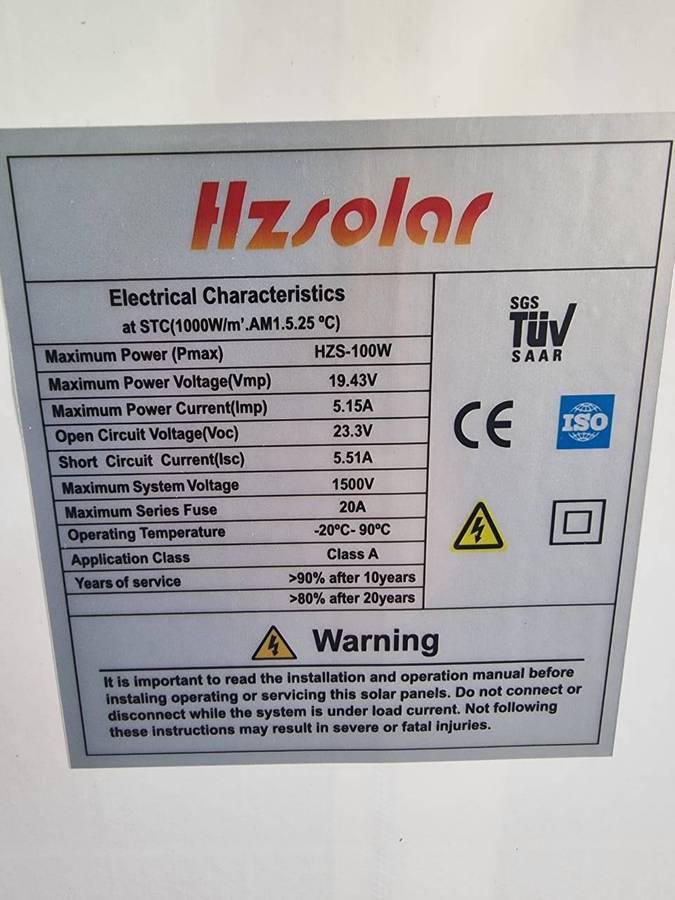 Hzsolar
Electrical Characteristics
at STC(1000W/m'.AM1.5.25 ºC)
Maximum Power (Pmax) HZS-100W
Maximum Power Voltage(Vmp) 19.43V
Maximum Power Current(Imp) 5.15A
Open Circuit Voltage(Voc) 23.3V
Short Circuit Current(Isc) 5.51A
Maximum System Voltage 1500V
Maximum Series Fuse 20A
Operating Temperature -20ºC- 90ºC
Application Class Class A
Years of service >90% after 10years
>80% after 20years
SGS
TÜV
SAAR
CE
ISO
Warning
It is important to read the installation and operation manual before
instaling operating or servicing this solar panels. Do not connect or
disconnect while the system is under load current. Not following
these instructions may result in severe or fatal injuries.